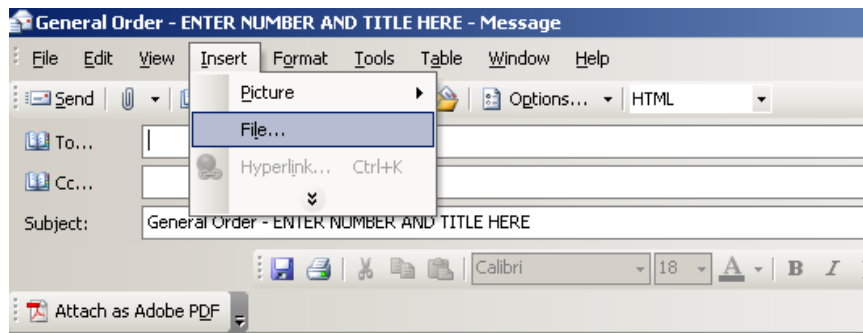 General Order - ENTER NUMBER AND TITLE HERE - Message
File Edit View Insert Format Tools Table Window Help
Send Picture Options... HTML
To... File...
Cc... Hyperlink... Ctrl+K
Subject: General Order - ENTER NUMBER AND TITLE HERE
Calibri 18 A B I
Attach as Adobe PDF